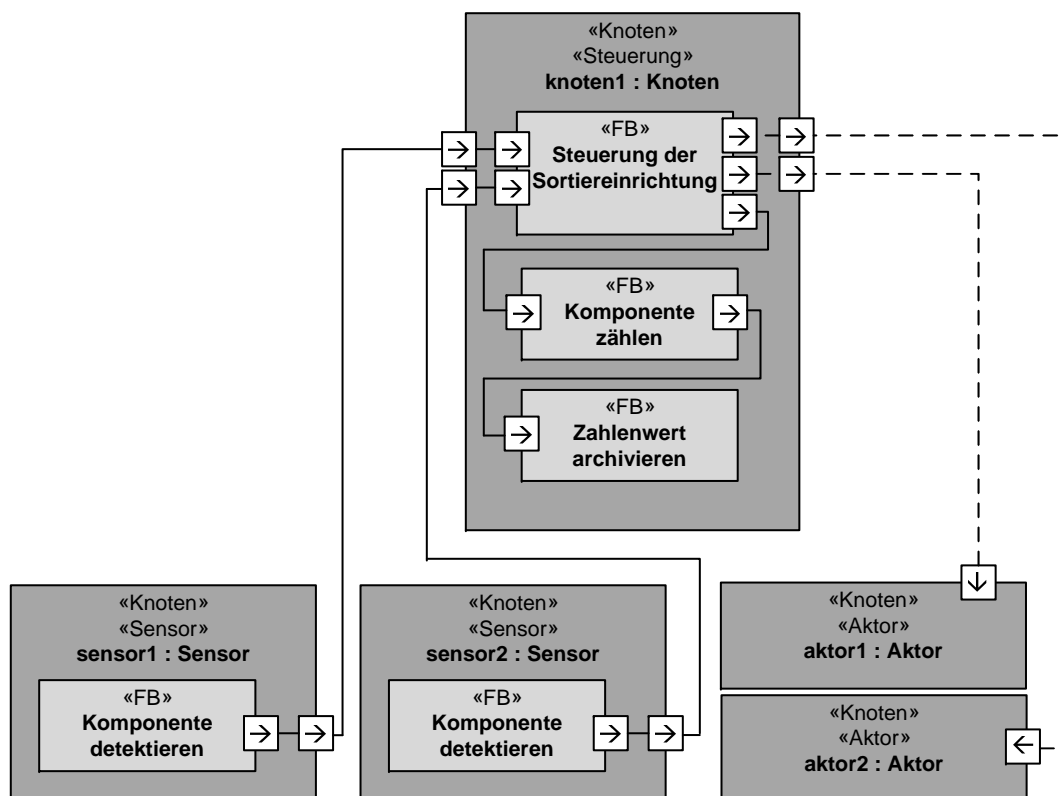 «Knoten»
«Steuerung»
knoten1 : Knoten
«FB»
Steuerung der
Sortiereinrichtung
«FB»
Komponente
zählen
«FB»
Zahlenwert
archivieren
«Knoten»
«Sensor»
sensor1 : Sensor
«FB»
Komponente
detektieren
«Knoten»
«Sensor»
sensor2 : Sensor
«FB»
Komponente
detektieren
«Knoten»
«Aktor»
aktor1 : Aktor
«Knoten»
«Aktor»
aktor2 : Aktor